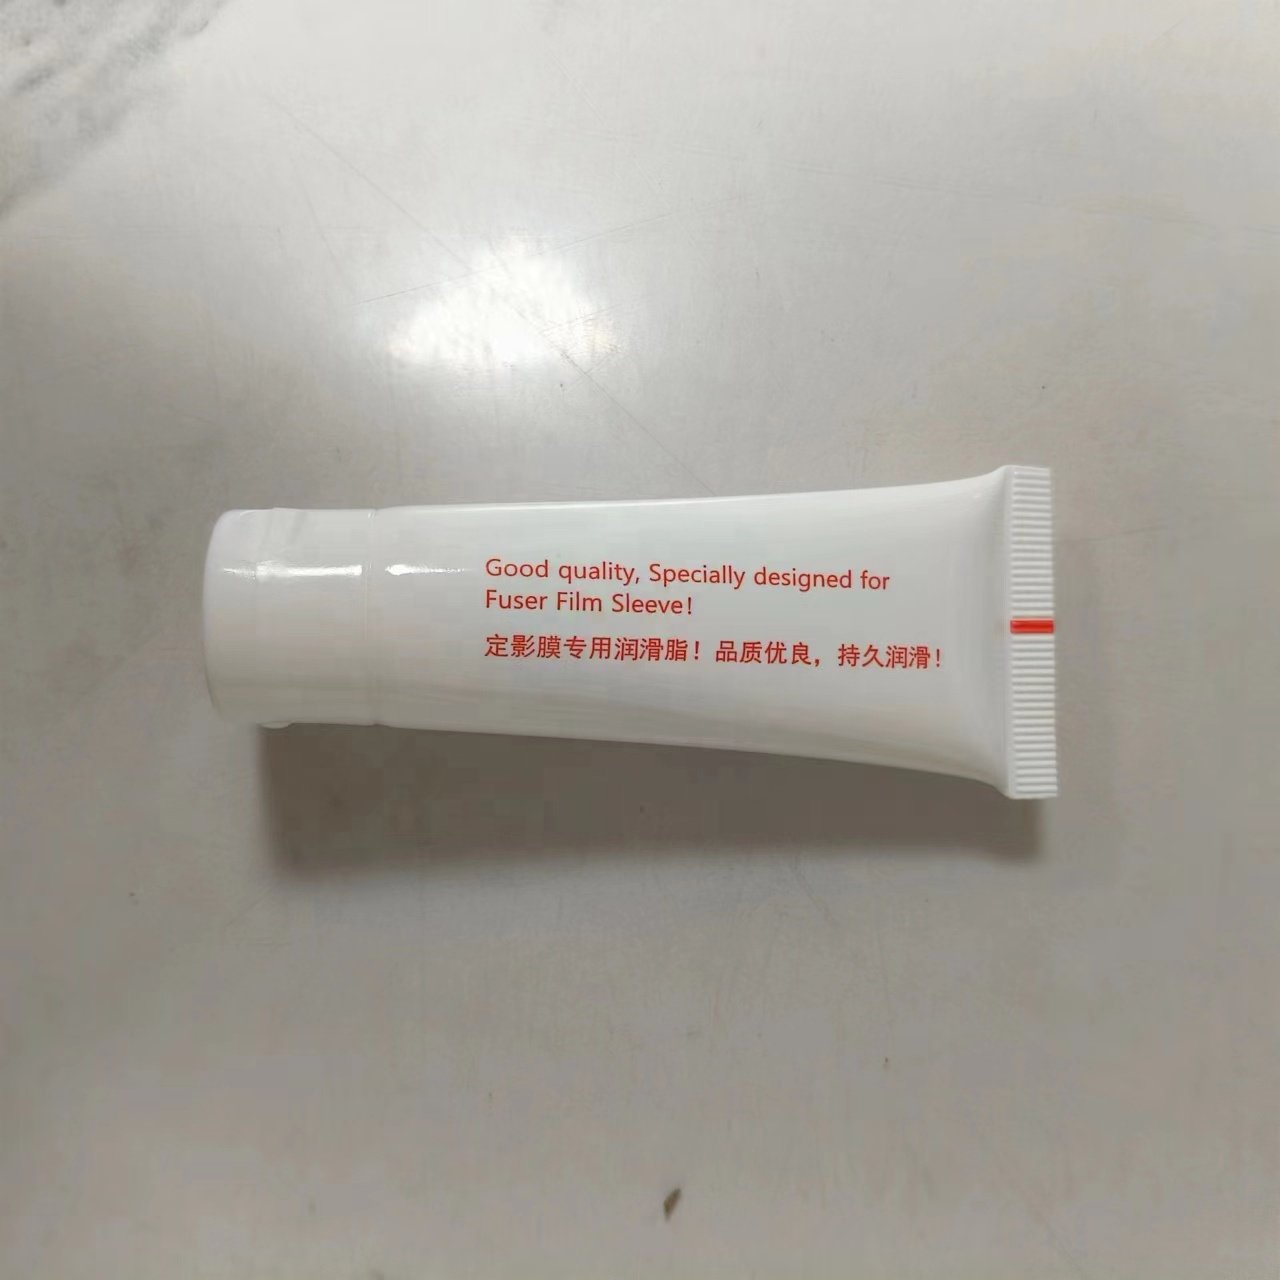 Good quality, Specially designed for
Fuser Film Sleeve!
定影膜专用润滑脂！品质优良，持久润滑！